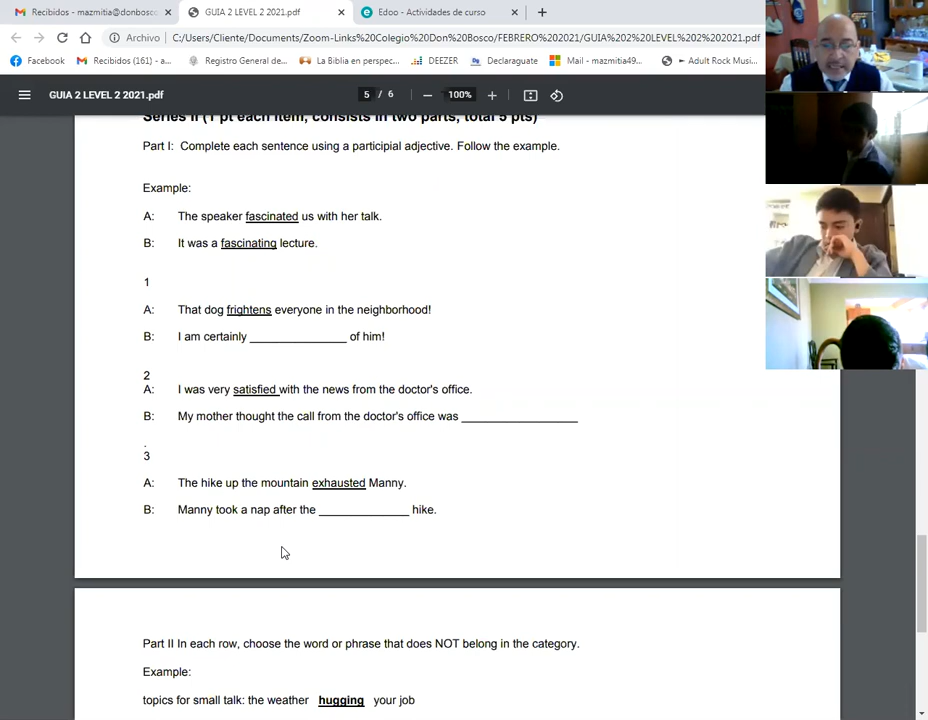 Recibidos - mazmitia@donbosco
GUIA 2 LEVEL 2 2021.pdf
Edoo - Actividades de curso
Archivo
C:/Users/Cliente/Documents/Zoom-Links%20Colegio%20Don%20Bosco/FEBRERO%202021/GUIA%202%20LEVEL%202%202021.pdf
Facebook
Recibidos (161) - a...
Registro General de...
La Biblia en perspec...
DEEZER
Declaraguate
Mail - mazmitia49...
► Adult Rock Musi...
GUIA 2 LEVEL 2 2021.pdf
5 / 6
100%
Series II (1 pt each item, consists in two parts, total 5 pts)
Part I: Complete each sentence using a participial adjective. Follow the example.
Example:
A: The speaker fascinated us with her talk.
B: It was a fascinating lecture.
1
A: That dog frightens everyone in the neighborhood!
B: I am certainly ________________ of him!
2
A: I was very satisfied with the news from the doctor's office.
B: My mother thought the call from the doctor's office was ___________________
.
3
A: The hike up the mountain exhausted Manny.
B: Manny took a nap after the _______________ hike.
Part II In each row, choose the word or phrase that does NOT belong in the category.
Example:
topics for small talk: the weather hugging your job